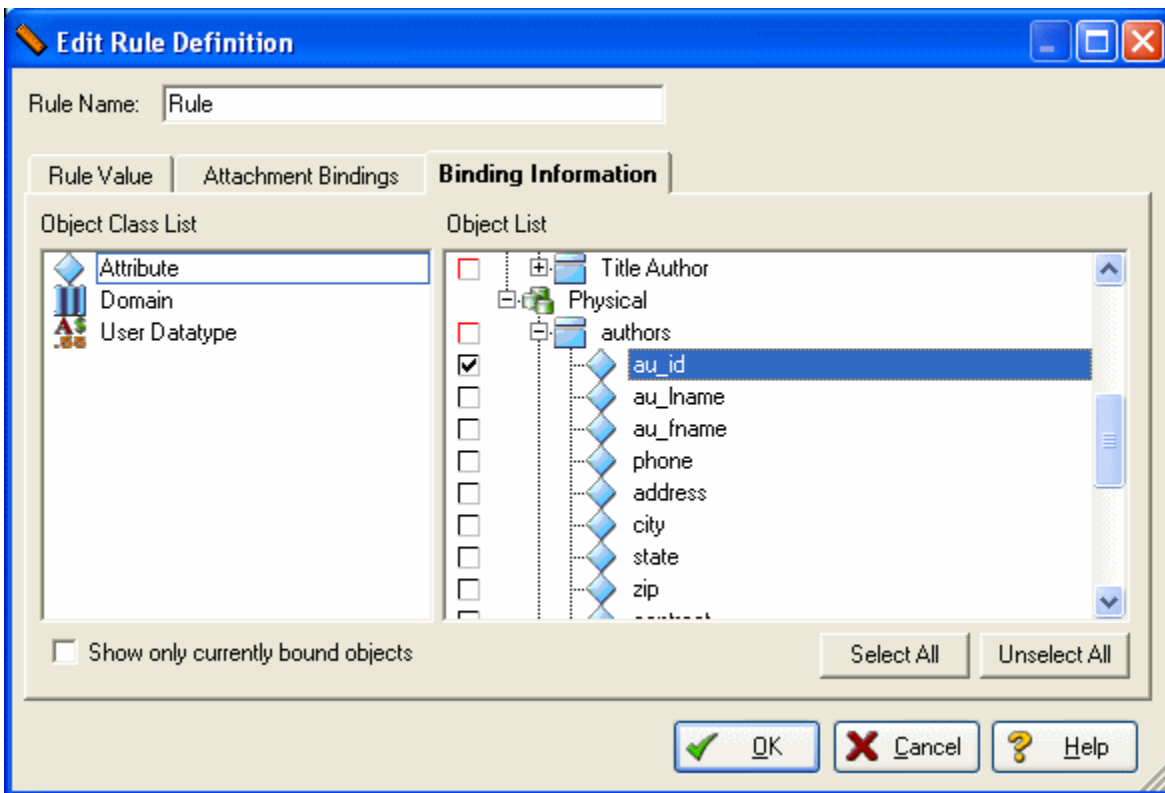 Edit Rule Definition
Rule Name: Rule
Rule Value Attachment Bindings Binding Information
Object Class List Object List
Attribute
Domain
User Datatype
Title Author
Physical
authors
au_id
au_lname
au_fname
phone
address
city
state
zip
Show only currently bound objects
Select All Unselect All
OK Cancel Help